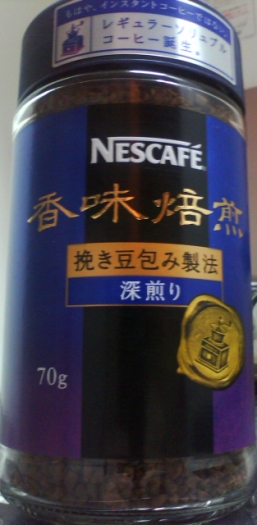 もはや、インスタントコーヒーではない。
レギュラーソリュブル
コーヒー誕生。
NESCAFÉ
香味焙煎
挽き豆包み製法
深煎り
70g